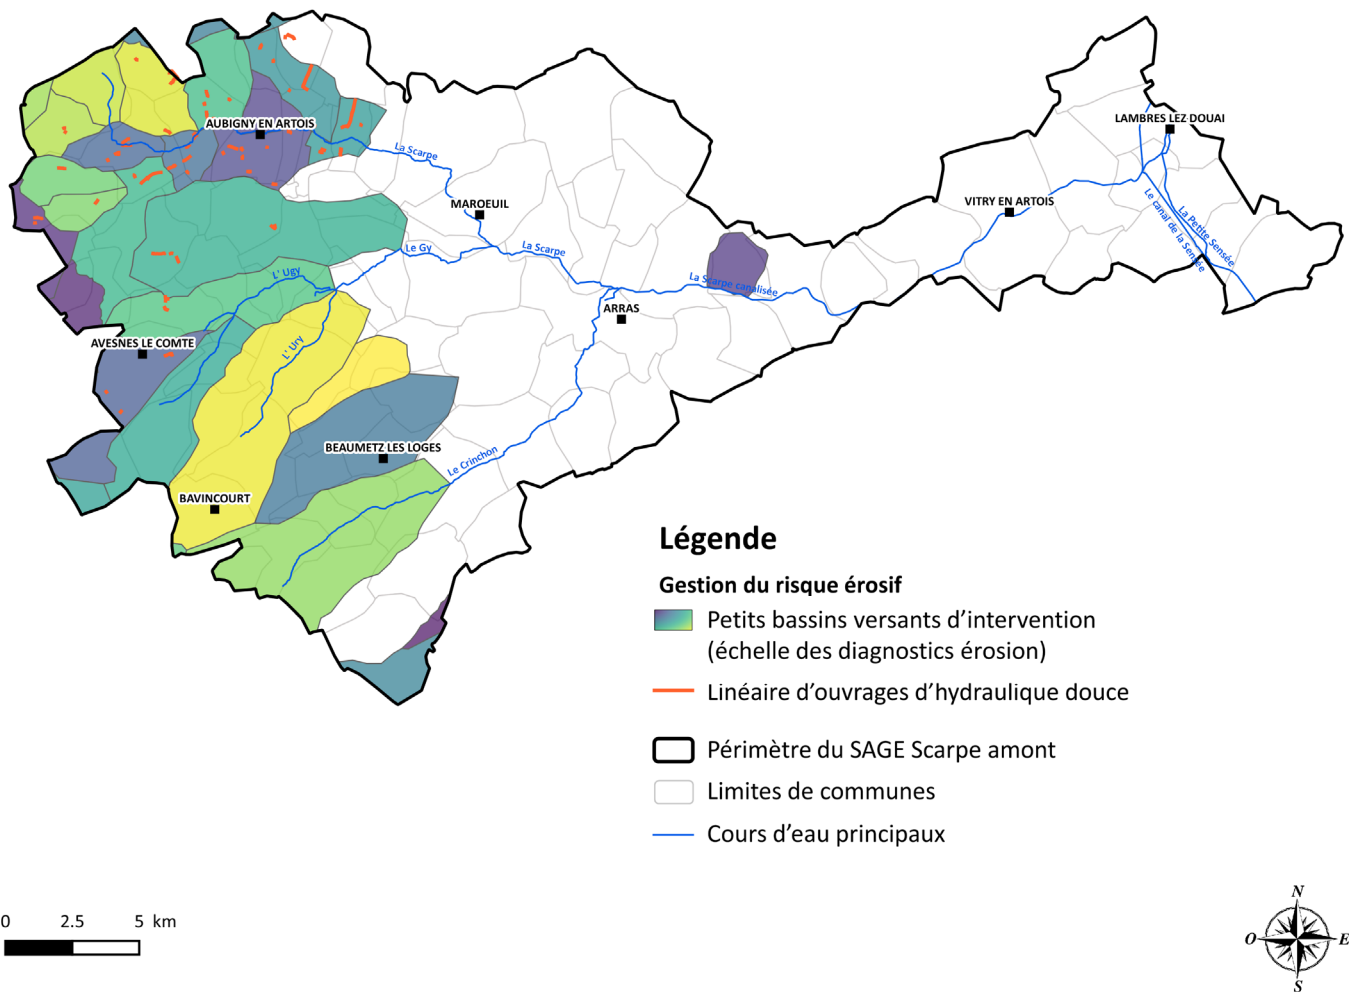 LAMBRES LEZ DOUAI
AUBIGNY EN ARTOIS
La Scarpe
MAROEUIL
VITRY EN ARTOIS
Le canal de la Sensée
La Petite Sensée
Le Gy
La Scarpe
L' Ugy
La Scarpe canalisée
ARRAS
AVESNES LE COMTE
L' Ury
BEAUMETZ LES LOGES
Le Crinchon
BAVINCOURT
Légende
Gestion du risque érosif
Petits bassins versants d’intervention
(échelle des diagnostics érosion)
Linéaire d’ouvrages d’hydraulique douce
Périmètre du SAGE Scarpe amont
Limites de communes
Cours d’eau principaux
0 2.5 5 km
N
O E
S